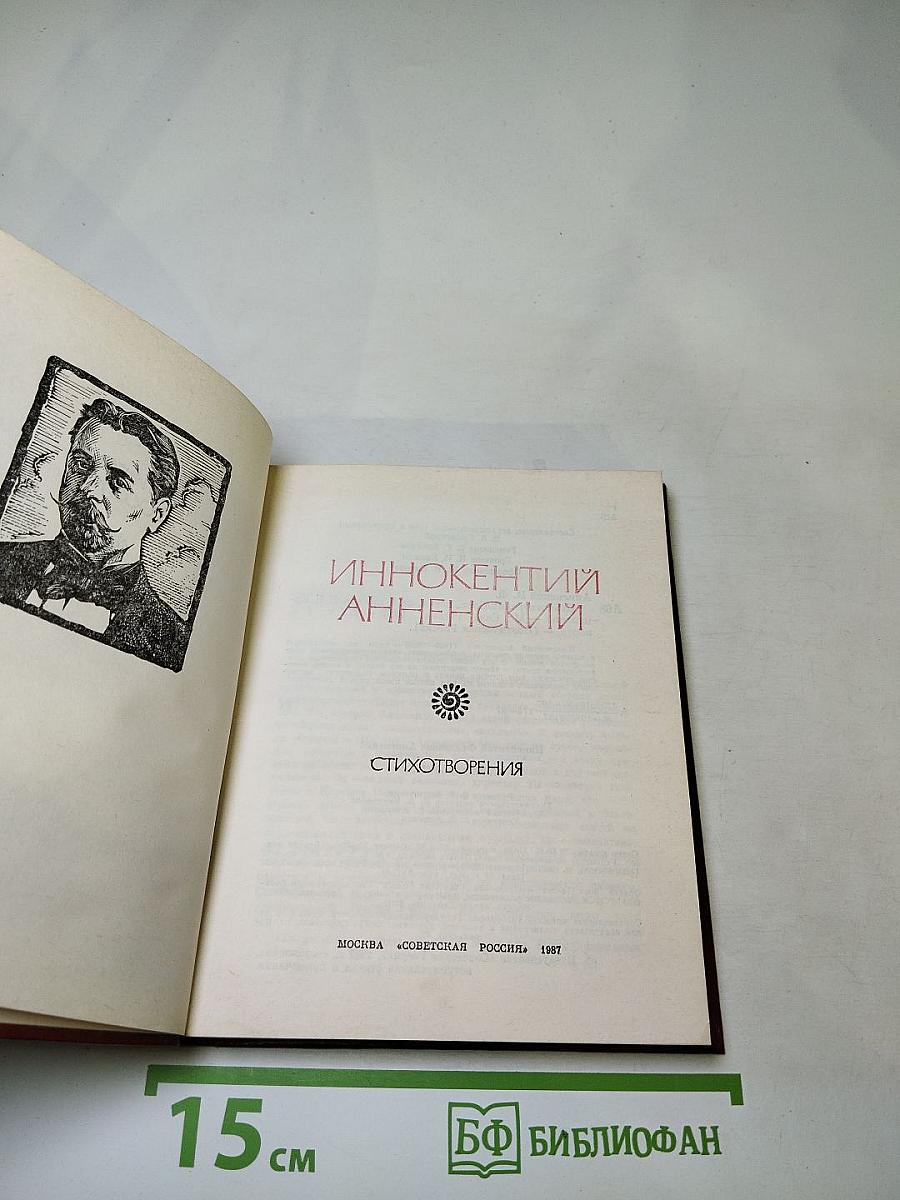 ИННОКЕНТИЙ
АННЕНСКИЙ
СТИХОТВОРЕНИЯ
МОСКВА «СОВЕТСКАЯ РОССИЯ» 1987
15 см
БФ БИБЛИОФАН